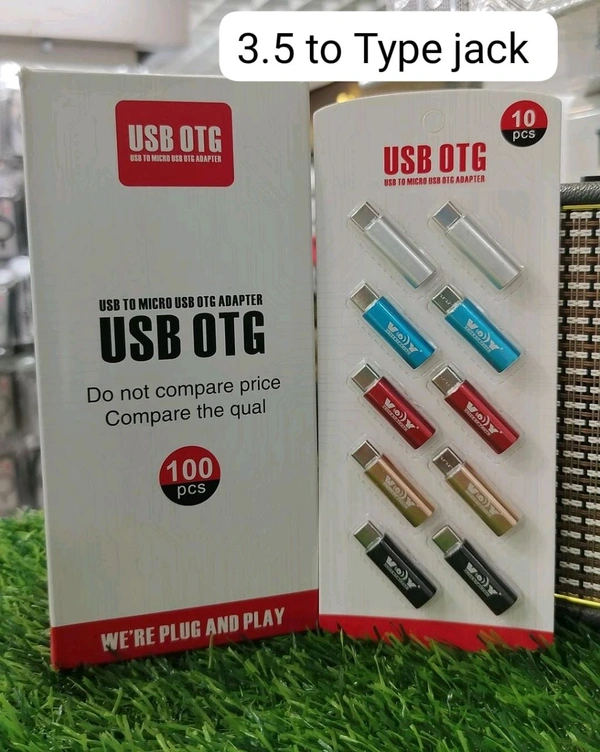 3.5 to Type jack
USB OTG
USB TO MICRO USB OTG ADAPTER
USB TO MICRO USB OTG ADAPTER
USB OTG
Do not compare price
Compare the qual
100
pcs
WE'RE PLUG AND PLAY
10
pcs
USB OTG
USB TO MICRO USB OTG ADAPTER